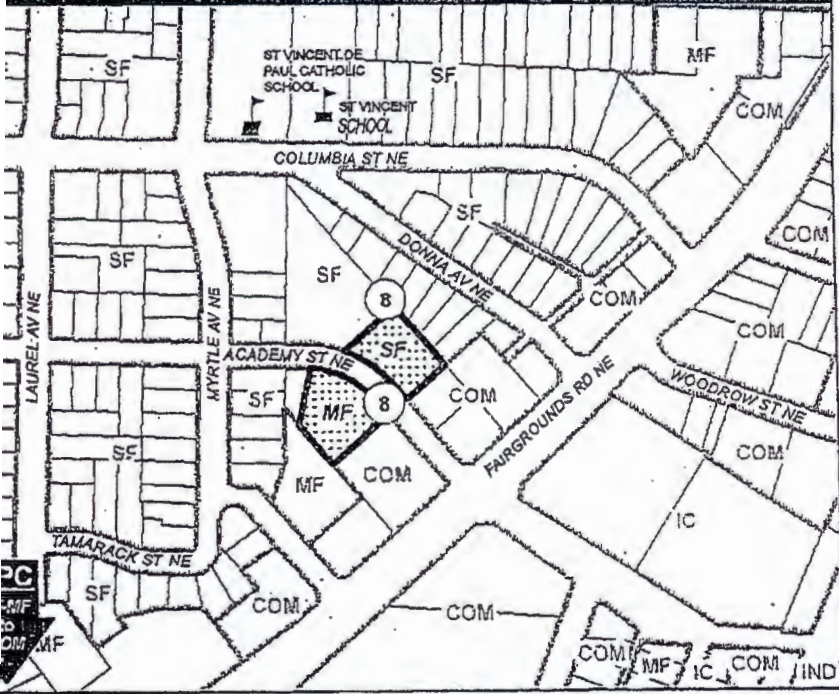 SF
ST VINCENT DE
PAUL CATHOLIC
SCHOOL
ST VINCENT
SCHOOL
SF
MF
COM
COLUMBIA ST NE
SF
SF
SF
DONNA AV NE
COM
COM
COM
LAUREL AV NE
MYRTLE AV NE
8
ACADEMY ST NE
SF
SF
MF
8
COM
FAIRGROUNDS RD NE
WOODROW ST NE
COM
SF
MF
COM
IC
TAMARACK ST NE
SF
COM
COM
PC
MF
MF
COM
MF
IC
COM
IND